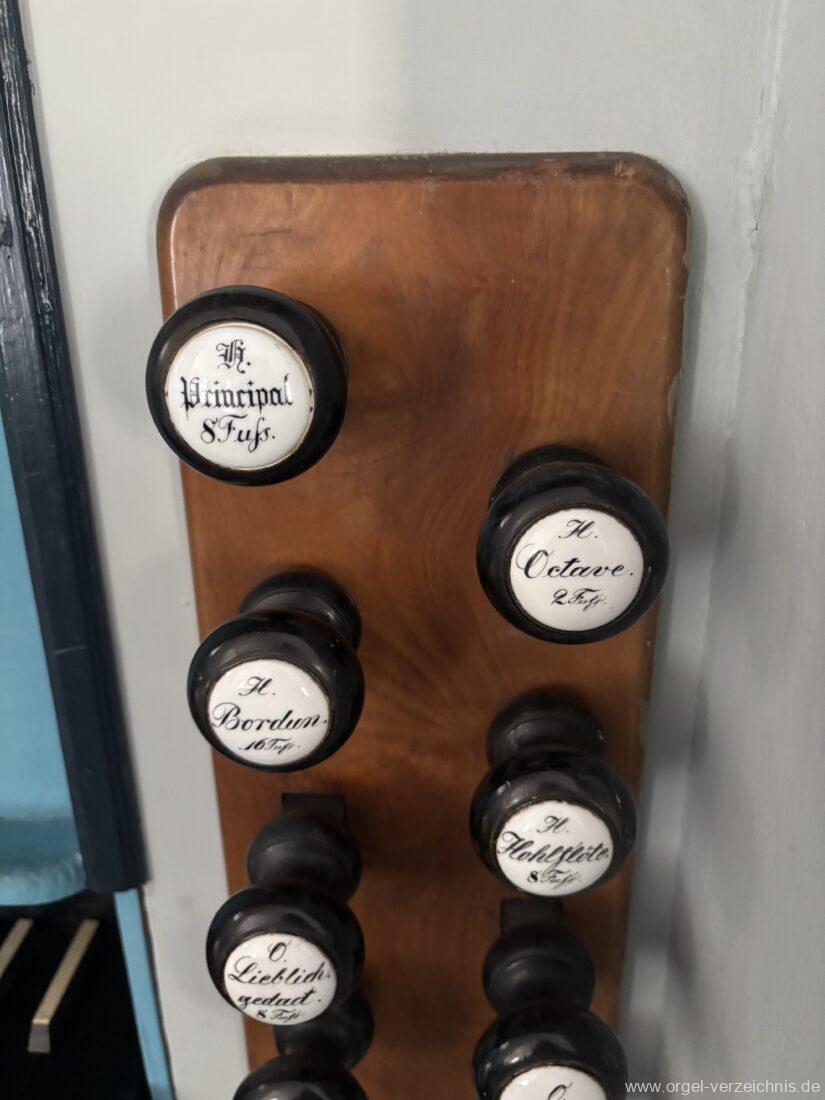 H.
Principal
8 Fuſs.
H.
Octave.
2 Fuſs.
H.
Bordun.
16 Fuſs.
H.
Hohlflöte.
8 Fuſs.
O.
Lieblich
gedact.
8 Fuſs
O.
www.orgel-verzeichnis.de